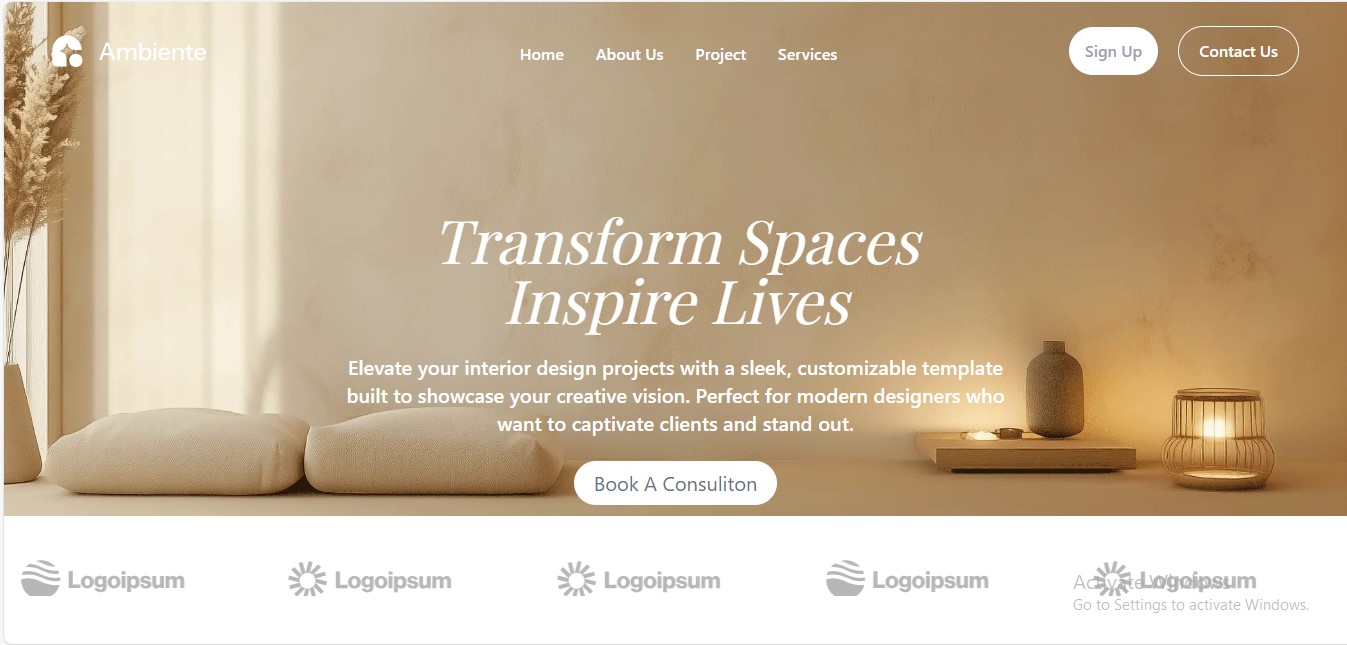 Ambiente
Home About Us Project Services
Sign Up
Contact Us
Transform Spaces
Inspire Lives
Elevate your interior design projects with a sleek, customizable template
built to showcase your creative vision. Perfect for modern designers who
want to captivate clients and stand out.
Book A Consuliton
Logoipsum Logoipsum Logoipsum Logoipsum Logoipsum
Activate Windows
Go to Settings to activate Windows.